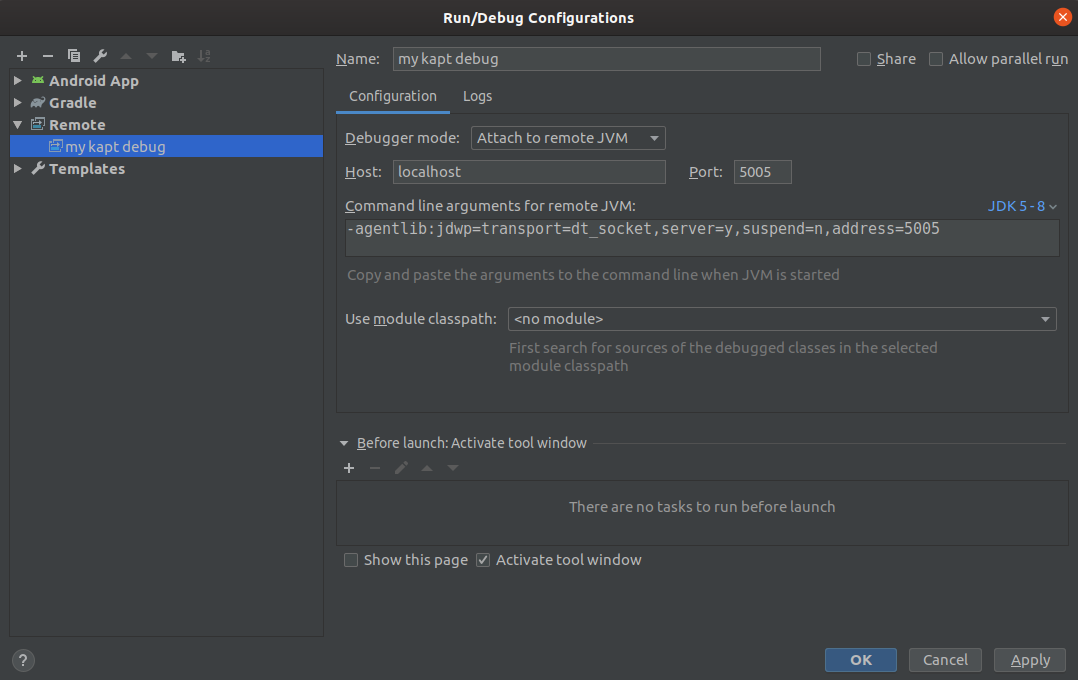 Run/Debug Configurations
Name: my kapt debug Share Allow parallel run
Android App
Gradle
Remote
my kapt debug
Templates
Configuration Logs
Debugger mode: Attach to remote JVM
Host: localhost Port: 5005
Command line arguments for remote JVM: JDK 5 - 8
-agentlib:jdwp=transport=dt_socket,server=y,suspend=n,address=5005
Copy and paste the arguments to the command line when JVM is started
Use module classpath: <no module>
First search for sources of the debugged classes in the selected
module classpath
Before launch: Activate tool window
There are no tasks to run before launch
Show this page Activate tool window
? OK Cancel Apply